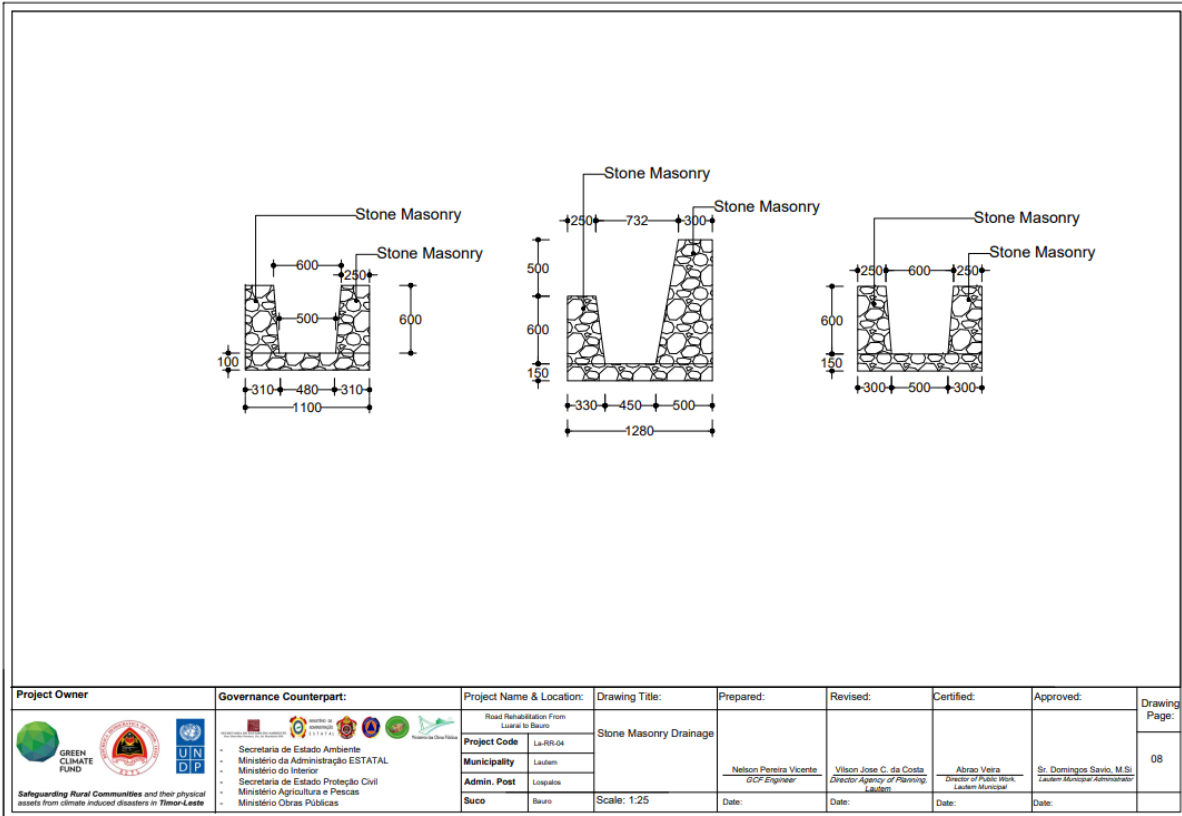 Stone Masonry
Stone Masonry
600
250
500
600
100
310
480
310
1100
Stone Masonry
Stone Masonry
250
732
300
500
600
150
330
450
500
1280
Stone Masonry
Stone Masonry
250
600
250
600
150
300
500
300
Project Owner
GREEN
CLIMATE
FUND
U N
D P
Safeguarding Rural Communities and their physical
assets from climate induced disasters in Timor-Leste
Governance Counterpart:
- Secretaria de Estado Ambiente
- Ministério da Administração ESTATAL
- Ministério do Interior
- Secretaria de Estado Proteção Civil
- Ministério Agricultura e Pescas
- Ministério Obras Públicas
Project Name & Location:
Road Rehabilitation From
Luarai to Bauro
Project Code La-RR-04
Municipality Lautem
Admin. Post Lospalos
Suco Bauro
Drawing Title:
Stone Masonry Drainage
Scale: 1:25
Prepared:
Nelson Pereira Vicente
GCF Engineer
Date:
Revised:
Vilson Jose C. da Costa
Director Agency of Planning,
Lautem
Date:
Certified:
Abrao Veira
Director of Public Work,
Lautem Municipal
Date:
Approved:
Sr. Domingos Savio, M.Si
Lautem Municipal Administrator
Date:
Drawing
Page:
08